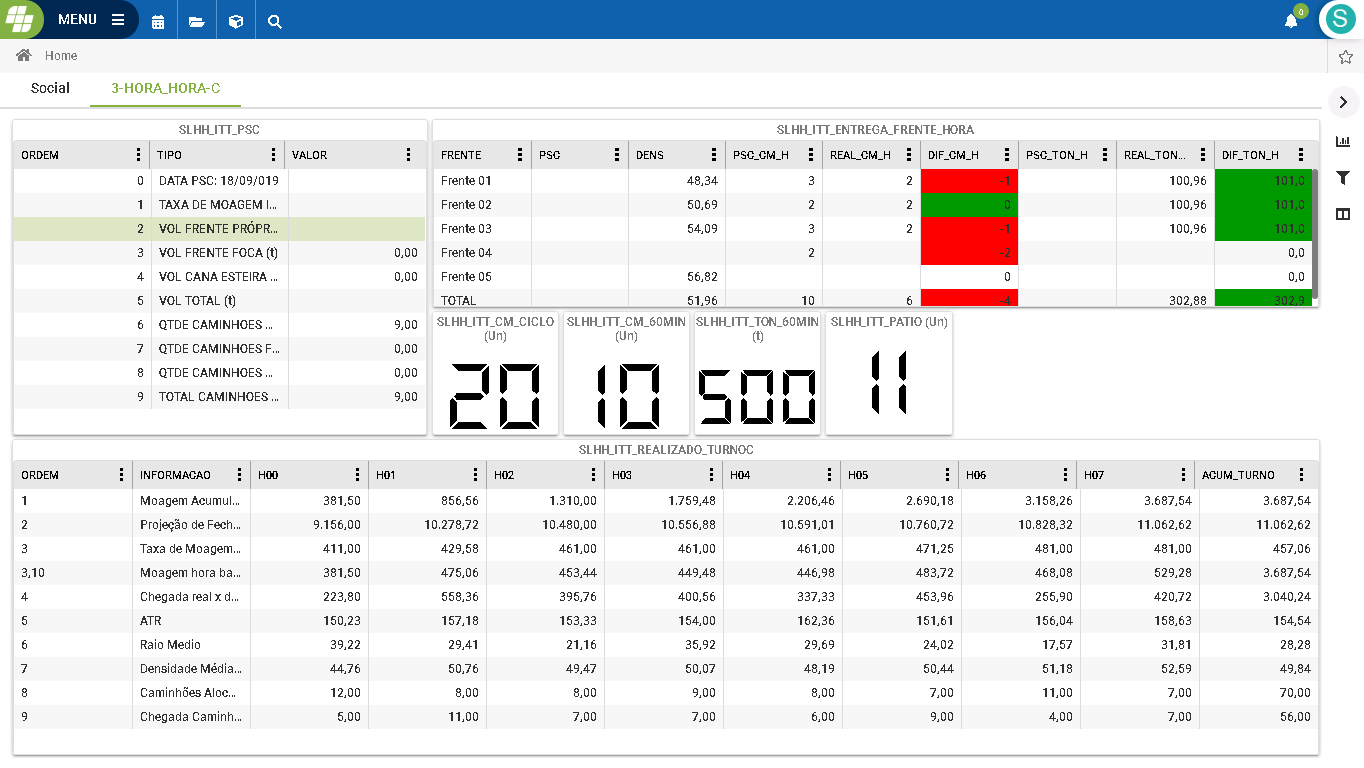 MENU
0
S
Home
Social 3-HORA_HORA-C
SLHH_ITT_PSC
ORDEM TIPO VALOR
0 DATA PSC: 18/09/019
1 TAXA DE MOAGEM I...
2 VOL FRENTE PRÓPR...
3 VOL FRENTE FOCA (t) 0,00
4 VOL CANA ESTEIRA ... 0,00
5 VOL TOTAL (t)
6 QTDE CAMINHOES ... 9,00
7 QTDE CAMINHOES F... 0,00
8 QTDE CAMINHOES ... 0,00
9 TOTAL CAMINHOES ... 9,00
SLHH_ITT_ENTREGA_FRENTE_HORA
FRENTE PSC DENS PSC_CM_H REAL_CM_H DIF_CM_H PSC_TON_H REAL_TON... DIF_TON_H
Frente 01 48,34 3 2 -1 100,96 101,0
Frente 02 50,69 2 2 0 100,96 101,0
Frente 03 54,09 3 2 -1 100,96 101,0
Frente 04 2 -2 0,0
Frente 05 56,82 0 0,0
TOTAL 51,96 10 6 -4 302,88 302,9
SLHH_ITT_CM_CICLO
(Un)
20
SLHH_ITT_CM_60MIN
(Un)
10
SLHH_ITT_TON_60MIN
(t)
500
SLHH_ITT_PATIO (Un)
11
SLHH_ITT_REALIZADO_TURNOC
ORDEM INFORMACAO H00 H01 H02 H03 H04 H05 H06 H07 ACUM_TURNO
1 Moagem Acumul... 381,50 856,56 1.310,00 1.759,48 2.206,46 2.690,18 3.158,26 3.687,54 3.687,54
2 Projeção de Fech... 9.156,00 10.278,72 10.480,00 10.556,88 10.591,01 10.760,72 10.828,32 11.062,62 11.062,62
3 Taxa de Moagem... 411,00 429,58 461,00 461,00 461,00 471,25 481,00 481,00 457,06
3,10 Moagem hora ba... 381,50 475,06 453,44 449,48 446,98 483,72 468,08 529,28 3.687,54
4 Chegada real x d... 223,80 558,36 395,76 400,56 337,33 453,96 255,90 420,72 3.040,24
5 ATR 150,23 157,18 153,33 154,00 162,36 151,61 156,04 158,63 154,54
6 Raio Medio 39,22 29,41 21,16 35,92 29,69 24,02 17,57 31,81 28,28
7 Densidade Média... 44,76 50,76 49,47 50,07 48,19 50,44 51,18 52,59 49,84
8 Caminhões Aloc... 12,00 8,00 8,00 9,00 8,00 7,00 11,00 7,00 70,00
9 Chegada Caminh... 5,00 11,00 7,00 7,00 6,00 9,00 4,00 7,00 56,00